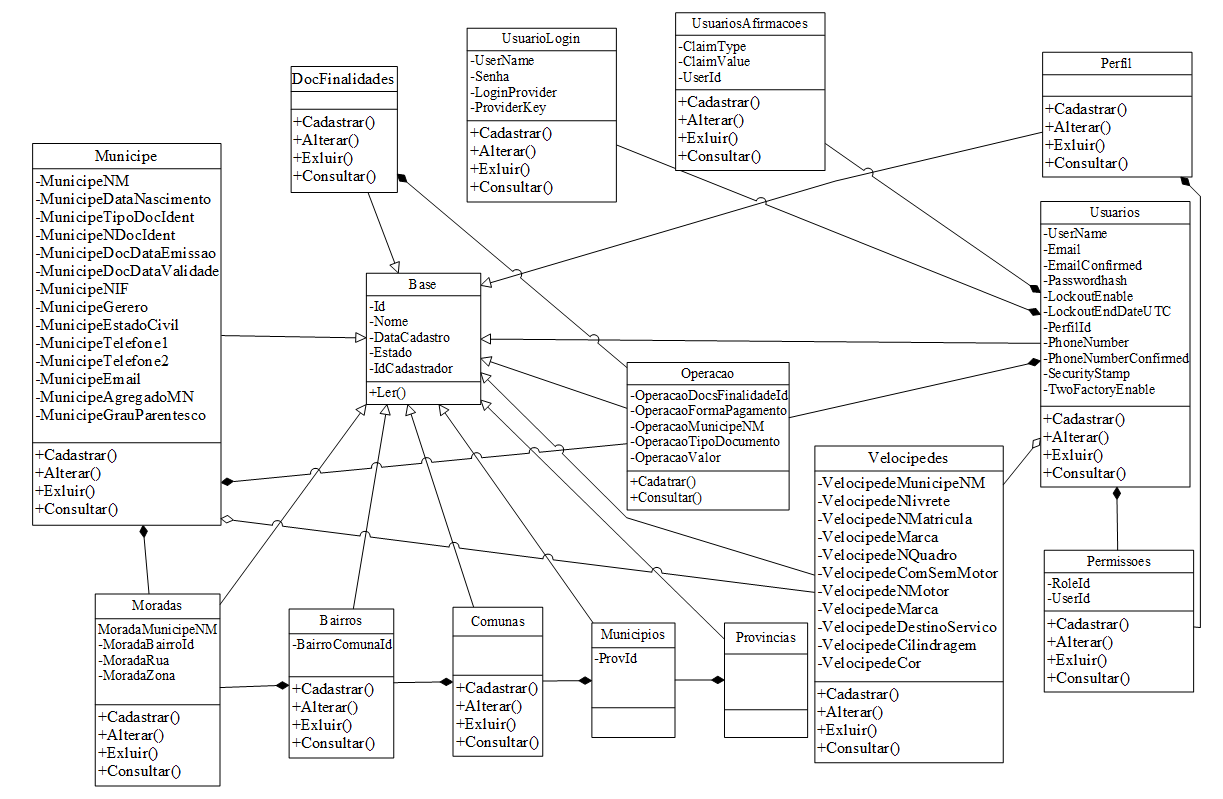 UsuariosAfirmacoes
-ClaimType
-ClaimValue
-UserId
+Cadastrar()
+Alterar()
+Exluir()
+Consultar()
UsuarioLogin
-UserName
-Senha
-LoginProvider
-ProviderKey
+Cadastrar()
+Alterar()
+Exluir()
+Consultar()
Perfil
+Cadastrar()
+Alterar()
+Exluir()
+Consultar()
DocFinalidades
+Cadastrar()
+Alterar()
+Exluir()
+Consultar()
Municipe
-MunicipeNM
-MunicipeDataNascimento
-MunicipeTipoDocIdent
-MunicipeNDocIdent
-MunicipeDocDataEmissao
-MunicipeDocDataValidade
-MunicipeNIF
-MunicipeGerero
-MunicipeEstadoCivil
-MunicipeTelefone1
-MunicipeTelefone2
-MunicipeEmail
-MunicipeAgregadoMN
-MunicipeGrauParentesco
+Cadastrar()
+Alterar()
+Exluir()
+Consultar()
Usuarios
-UserName
-Email
-EmailConfirmed
-Passwordhash
-LockoutEnable
-LockoutEndDateUTC
-PerfilId
-PhoneNumber
-PhoneNumberConfirmed
-SecurityStamp
-TwoFactoryEnable
+Cadastrar()
+Alterar()
+Exluir()
+Consultar()
Base
-Id
-Nome
-DataCadastro
-Estado
-IdCadastrador
+Ler()
Operacao
-OperacaoDocsFinalidadeId
-OperacaoFormaPagamento
-OperacaoMunicipeNM
-OperacaoTipoDocumento
-OperacaoValor
+Cadatrar()
+Consultar()
Velocipedes
-VelocipedeMunicipeNM
-VelocipedeNlivrete
-VelocipedeNMatricula
-VelocipedeMarca
-VelocipedeNQuadro
-VelocipedeComSemMotor
-VelocipedeNMotor
-VelocipedeMarca
-VelocipedeDestinoServico
-VelocipedeCilindragem
-VelocipedeCor
+Cadastrar()
+Alterar()
+Exluir()
+Consultar()
Permissoes
-RoleId
-UserId
+Cadastrar()
+Alterar()
+Exluir()
+Consultar()
Moradas
MoradaMunicipeNM
-MoradaBairroId
-MoradaRua
-MoradaZona
+Cadastrar()
+Alterar()
+Exluir()
+Consultar()
Bairros
-BairroComunaId
+Cadastrar()
+Alterar()
+Exluir()
+Consultar()
Comunas
+Cadastrar()
+Alterar()
+Exluir()
+Consultar()
Municipios
-ProvId
Provincias